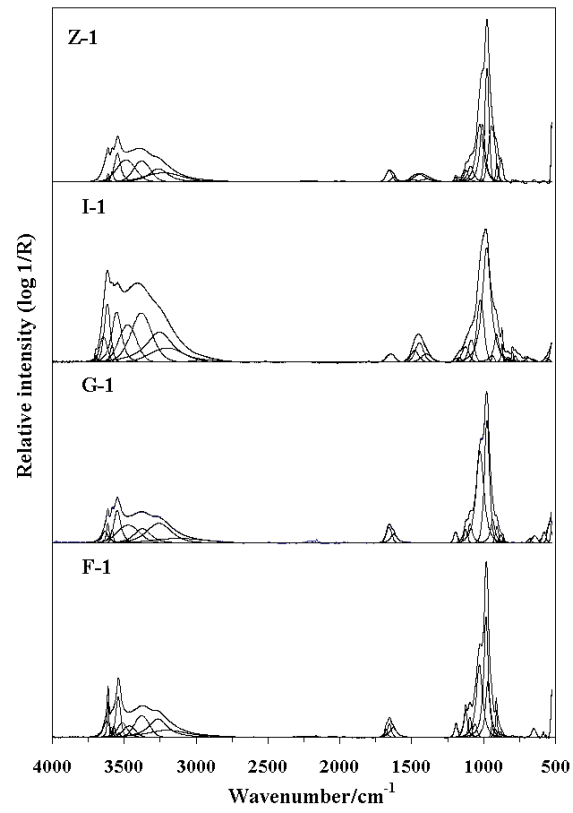 Z-1
I-1
G-1
F-1
Relative intensity (log 1/R)
4000 3500 3000 2500 2000 1500 1000 500
Wavenumber/cm⁻¹